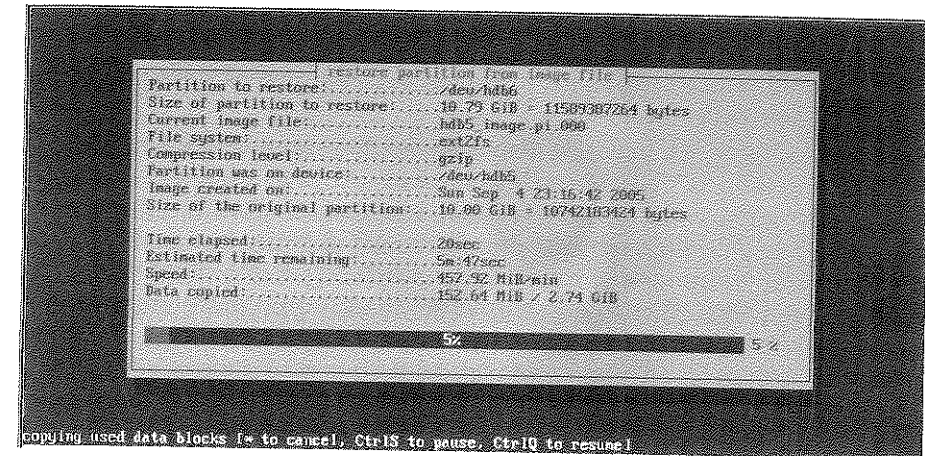 restore partition from image file
Partition to restore:................/dev/hdb6
Size of partition to restore:.....10.79 GiB = 11589307264 bytes
Current image file:................hdb5_image.pi.000
File system:.......................ext2fs
Compression level:.................gzip
Partition was on device:.........../dev/hdb5
Image created on:..................Sun Sep  4 23:16:42 2005
Size of the original partition:...10.00 GiB = 10742183424 bytes
Time elapsed:......................20sec
Estimated time remaining:..........5m:47sec
Speed:.............................457.92 MiB/min
Data copied:.......................152.64 MiB / 2.74 GiB
5%
5 %
copying used data blocks [* to cancel, CtrlS to pause, CtrlQ to resume]